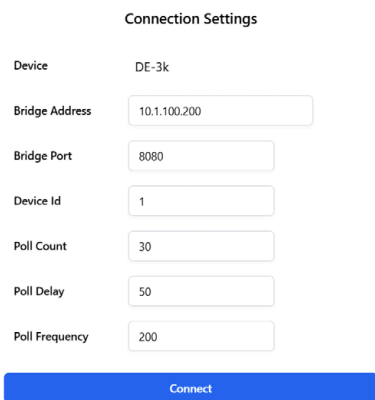 Connection Settings
Device DE-3k
Bridge Address 10.1.100.200
Bridge Port 8080
Device Id 1
Poll Count 30
Poll Delay 50
Poll Frequency 200
Connect